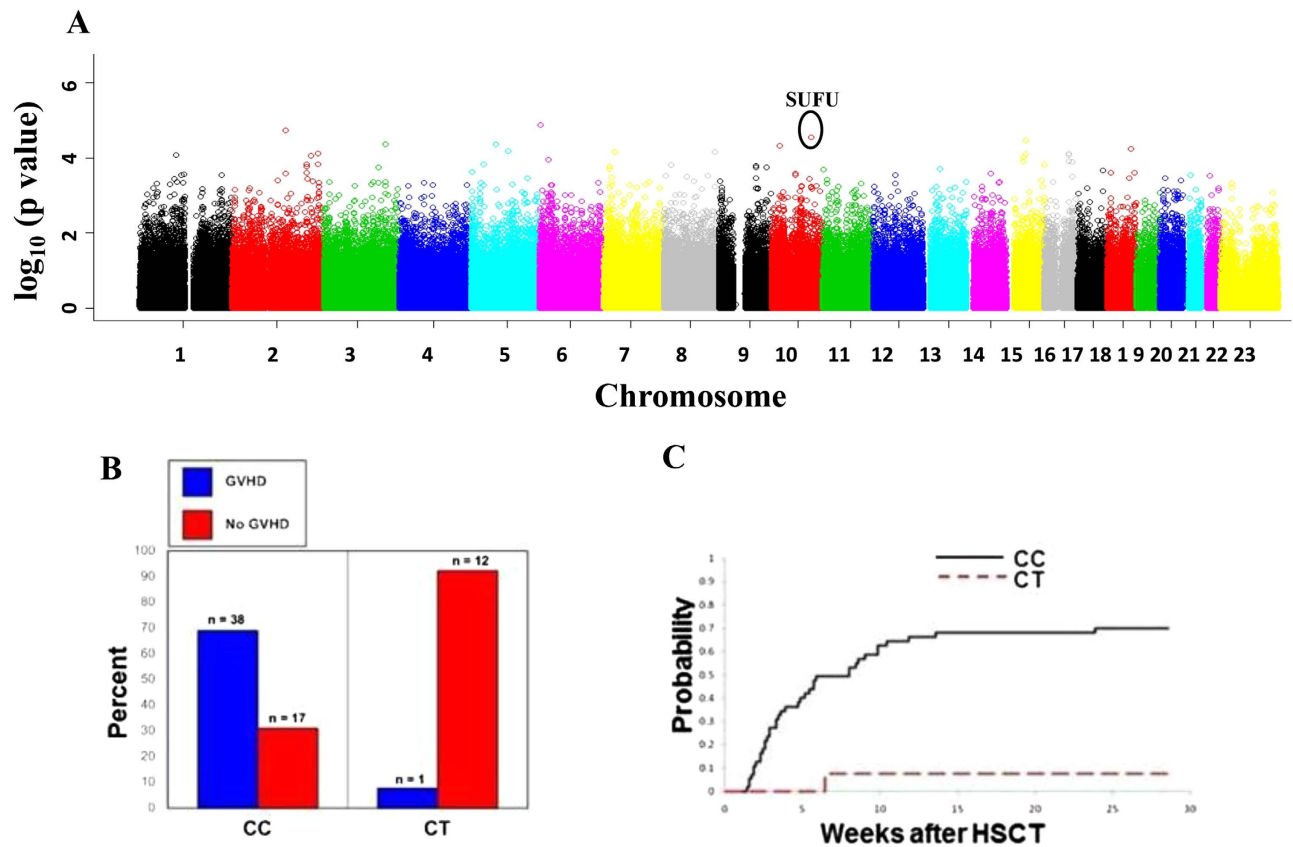 A
SUFU
log10 (p value)
6
4
2
0
1 2 3 4 5 6 7 8 9 10 11 12 13 14 15 16 17 18 1 9 20 21 22 23
Chromosome
B
GVHD
No GVHD
Percent
100
90
80
70
60
50
40
30
20
10
0
n = 38
n = 17
n = 12
n = 1
CC CT
C
CC
CT
Probability
1
0.9
0.8
0.7
0.6
0.5
0.4
0.3
0.2
0.1
0
0 5 10 15 20 25 30
Weeks after HSCT